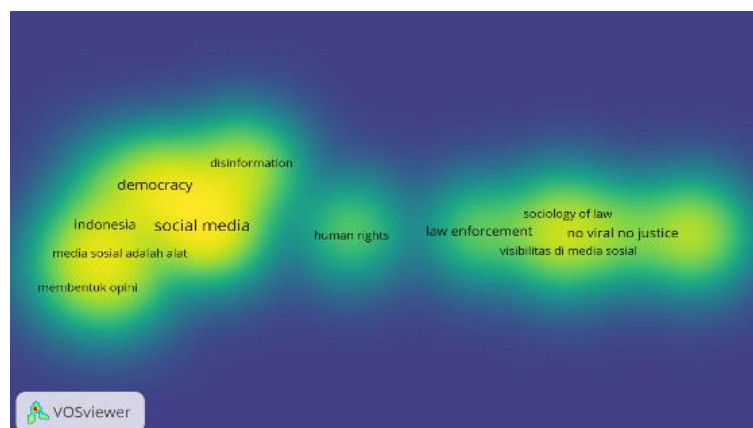 disinformation
democracy
indonesia social media
media sosial adalah alat
membentuk opini
human rights
sociology of law
law enforcement no viral no justice
visibilitas di media sosial
VOSviewer